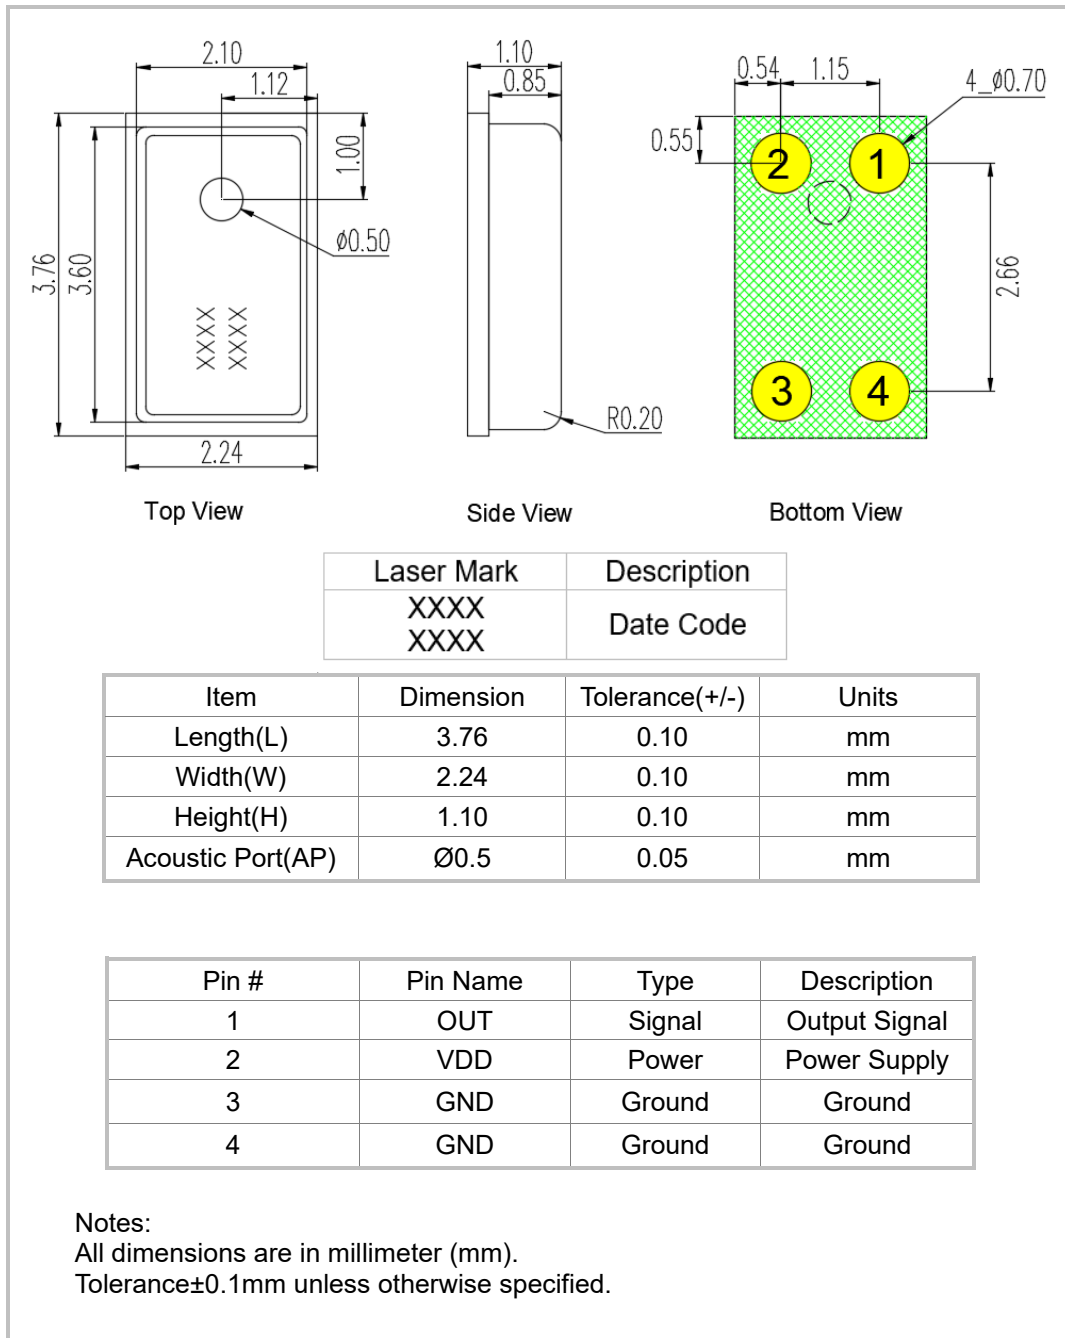 2.10
1.12
1.00
3.76
3.60
Ø0.50
XXXX
XXXX
2.24
Top View
1.10
0.85
R0.20
Side View
0.54
1.15
4_Ø0.70
0.55
2
1
2.66
3
4
Bottom View
Laser Mark Description
XXXX
XXXX
Date Code
Item Dimension Tolerance(+/-) Units
Length(L) 3.76 0.10 mm
Width(W) 2.24 0.10 mm
Height(H) 1.10 0.10 mm
Acoustic Port(AP) Ø0.5 0.05 mm
Pin # Pin Name Type Description
1 OUT Signal Output Signal
2 VDD Power Power Supply
3 GND Ground Ground
4 GND Ground Ground
Notes:
All dimensions are in millimeter (mm).
Tolerance±0.1mm unless otherwise specified.